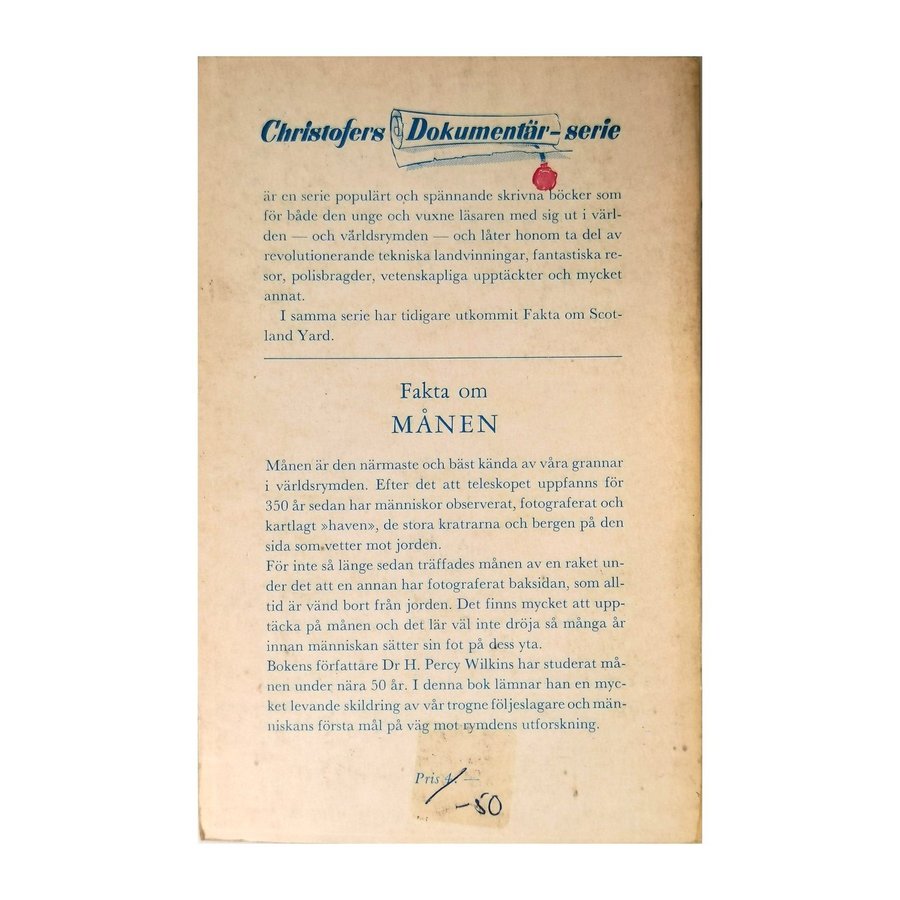 Christofers Dokumentär-serie
är en serie populärt och spännande skrivna böcker som
för både den unge och vuxne läsaren med sig ut i värl-
den — och världsrymden — och låter honom ta del av
revolutionerande tekniska landvinningar, fantastiska re-
sor, polisbragder, vetenskapliga upptäckter och mycket
annat.
I samma serie har tidigare utkommit Fakta om Scot-
land Yard.
Fakta om
MÅNEN
Månen är den närmaste och bäst kända av våra grannar
i världsrymden. Efter det att teleskopet uppfanns för
350 år sedan har människor observerat, fotograferat och
kartlagt »haven», de stora kratrarna och bergen på den
sida som vetter mot jorden.
För inte så länge sedan träffades månen av en raket un-
der det att en annan har fotograferat baksidan, som all-
tid är vänd bort från jorden. Det finns mycket att upp-
täcka på månen och det lär väl inte dröja så många år
innan människan sätter sin fot på dess yta.
Bokens författare Dr H. Percy Wilkins har studerat må-
nen under nära 50 år. I denna bok lämnar han en myc-
ket levande skildring av vår trogne följeslagare och män-
niskans första mål på väg mot rymdens utforskning.
Pris 4: —
-50